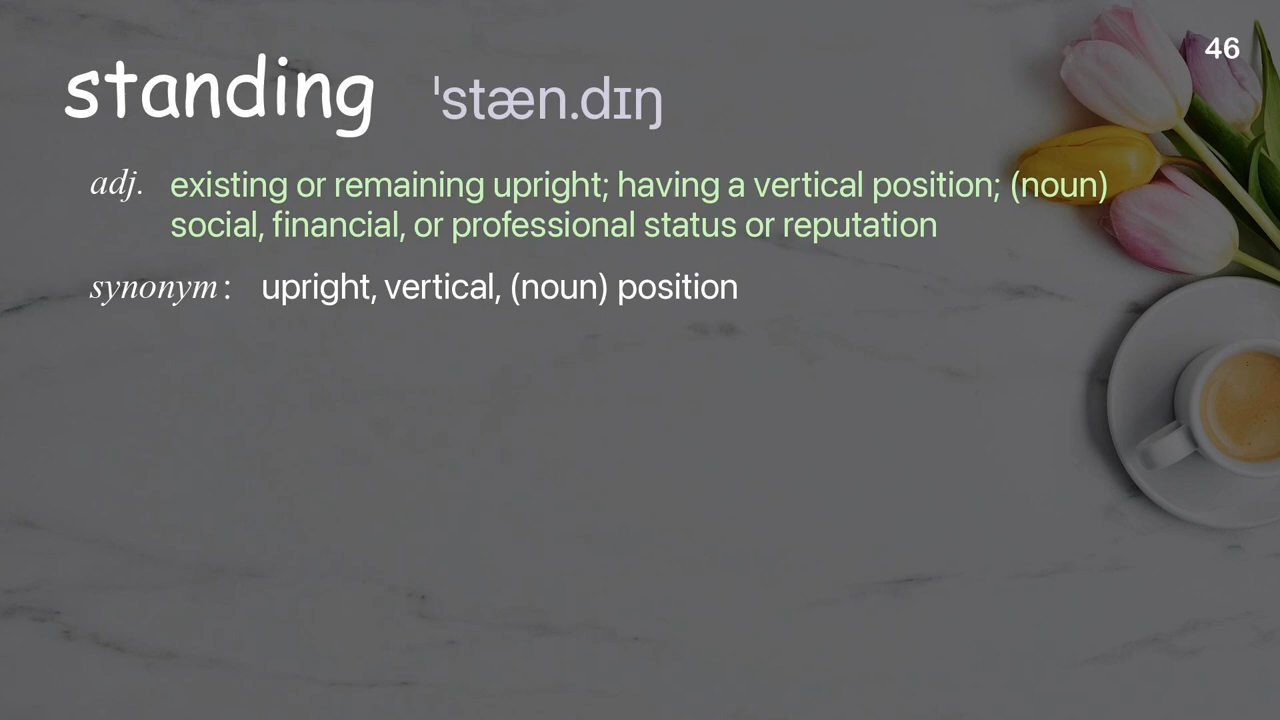 46
standing ˈstæn.dɪŋ
adj. existing or remaining upright; having a vertical position; (noun)
social, financial, or professional status or reputation
synonym: upright, vertical, (noun) position